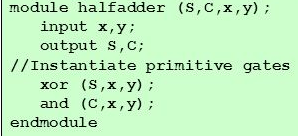 module halfadder (S,C,x,y);
input x,y;
output S,C;
//Instantiate primitive gates
xor (S,x,y);
and (C,x,y);
endmodule